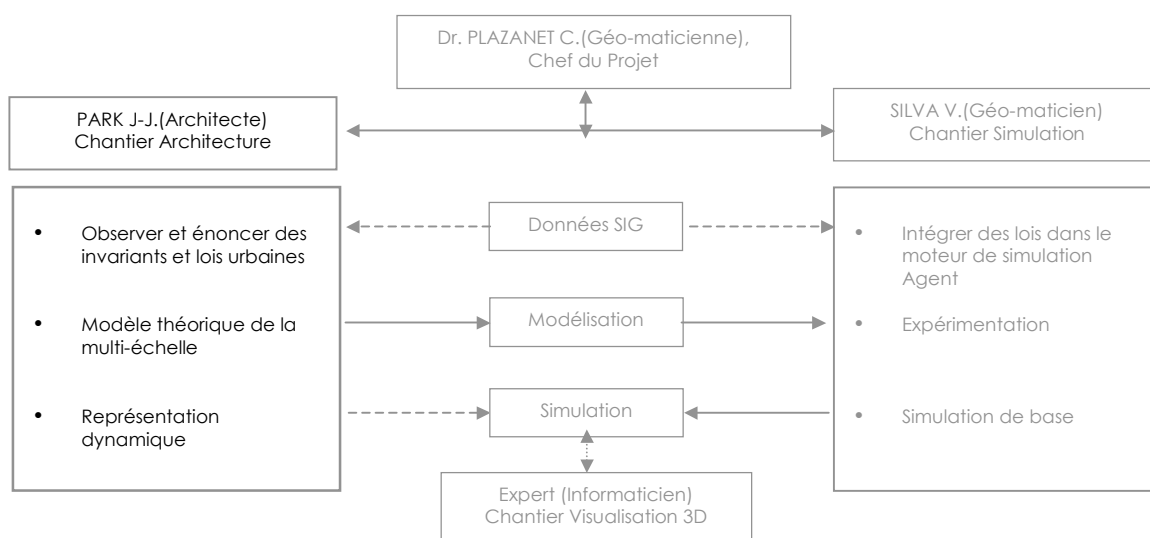 Dr. PLAZANET C.(Géo-maticienne),
Chef du Projet
PARK J-J.(Architecte)
Chantier Architecture
SILVA V.(Géo-maticien)
Chantier Simulation
• Observer et énoncer des
invariants et lois urbaines
• Modèle théorique de la
multi-échelle
• Représentation
dynamique
Données SIG
Modélisation
Simulation
Expert (Informaticien)
Chantier Visualisation 3D
• Intégrer des lois dans le
moteur de simulation
Agent
• Expérimentation
• Simulation de base